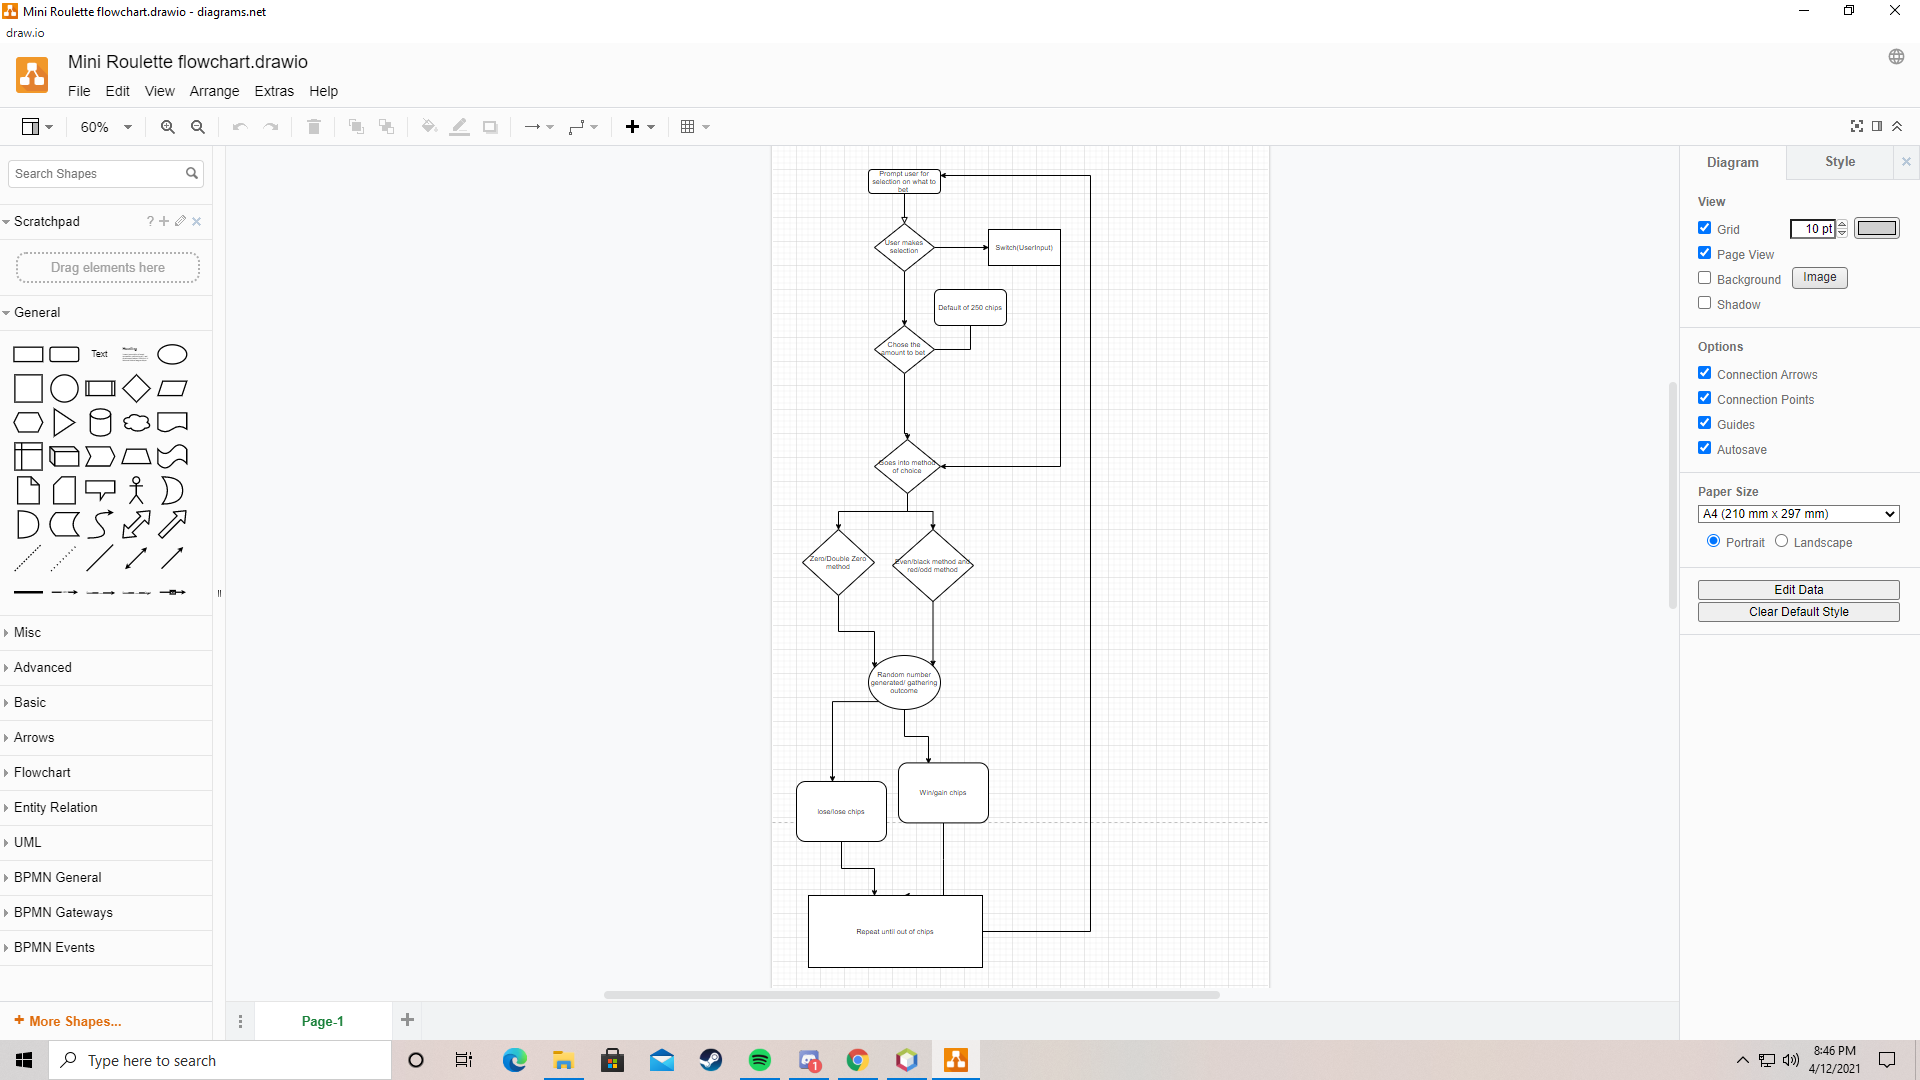 Mini Roulette flowchart.drawio - diagrams.net
draw.io
Mini Roulette flowchart.drawio
File Edit View Arrange Extras Help
60%
Search Shapes
Scratchpad
?
Drag elements here
General
Text
Heading
Misc
Advanced
Basic
Arrows
Flowchart
Entity Relation
UML
BPMN General
BPMN Gateways
BPMN Events
More Shapes...
Prompt user for
selection on what to
bet
User makes
selection
Switch(UserInput)
Default of 250 chips
Chose the
amount to bet
Goes into method
of choice
Zero/Double Zero
method
Even/black method and
red/odd method
Random number
generated/ gathering
outcome
Win/gain chips
lose/lose chips
Repeat until out of chips
Page-1
Diagram
Style
View
Grid
10 pt
Page View
Background
Image
Shadow
Options
Connection Arrows
Connection Points
Guides
Autosave
Paper Size
A4 (210 mm x 297 mm)
Portrait
Landscape
Edit Data
Clear Default Style
Type here to search
1
8:46 PM
4/12/2021